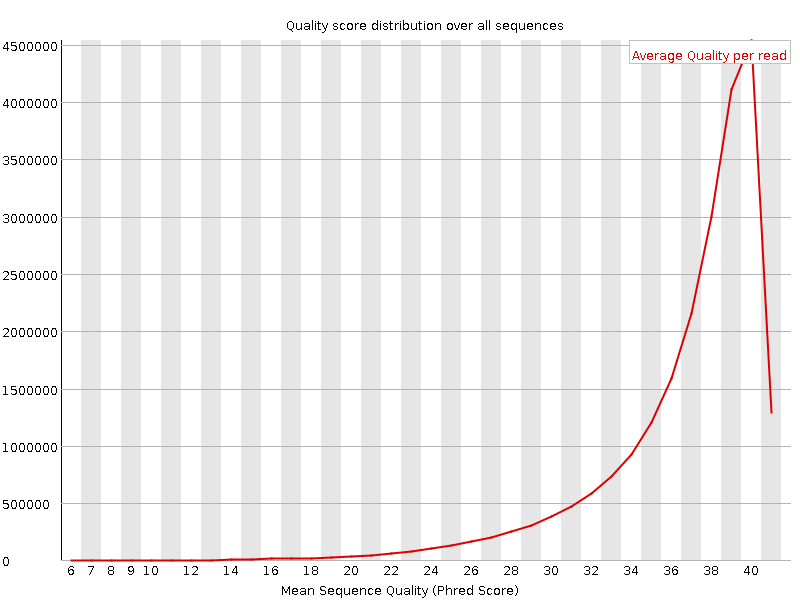 Quality score distribution over all sequences
Average Quality per read
4500000
4000000
3500000
3000000
2500000
2000000
1500000
1000000
500000
0
6 7 8 9 10 12 14 16 18 20 22 24 26 28 30 32 34 36 38 40
Mean Sequence Quality (Phred Score)